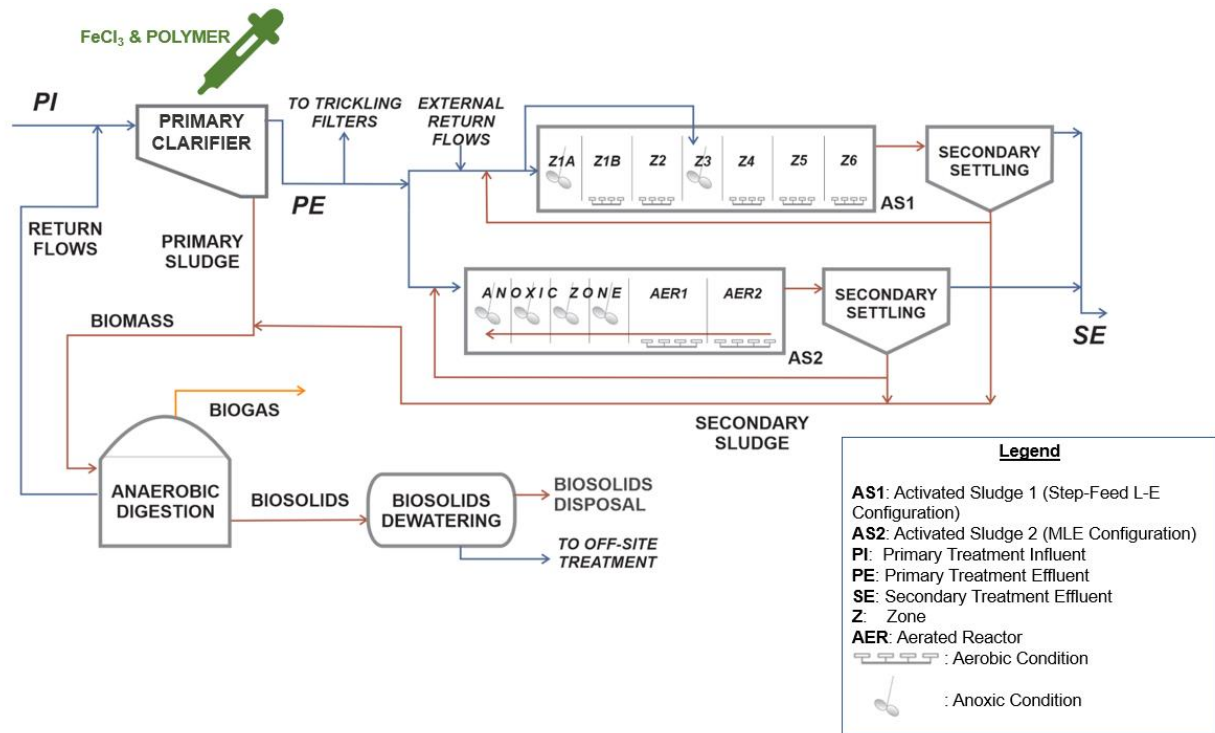 FeCl₃ & POLYMER
PI
PRIMARY
CLARIFIER
TO TRICKLING
FILTERS
EXTERNAL
RETURN
FLOWS
PE
Z1A
Z1B
Z2
Z3
Z4
Z5
Z6
AS1
SECONDARY
SETTLING
RETURN
FLOWS
PRIMARY
SLUDGE
ANOXIC ZONE
AER1
AER2
AS2
SECONDARY
SETTLING
SE
BIOMASS
BIOGAS
SECONDARY
SLUDGE
ANAEROBIC
DIGESTION
BIOSOLIDS
BIOSOLIDS
DEWATERING
BIOSOLIDS
DISPOSAL
TO OFF-SITE
TREATMENT
Legend
AS1: Activated Sludge 1 (Step-Feed L-E
Configuration)
AS2: Activated Sludge 2 (MLE Configuration)
PI: Primary Treatment Influent
PE: Primary Treatment Effluent
SE: Secondary Treatment Effluent
Z: Zone
AER: Aerated Reactor
: Aerobic Condition
: Anoxic Condition